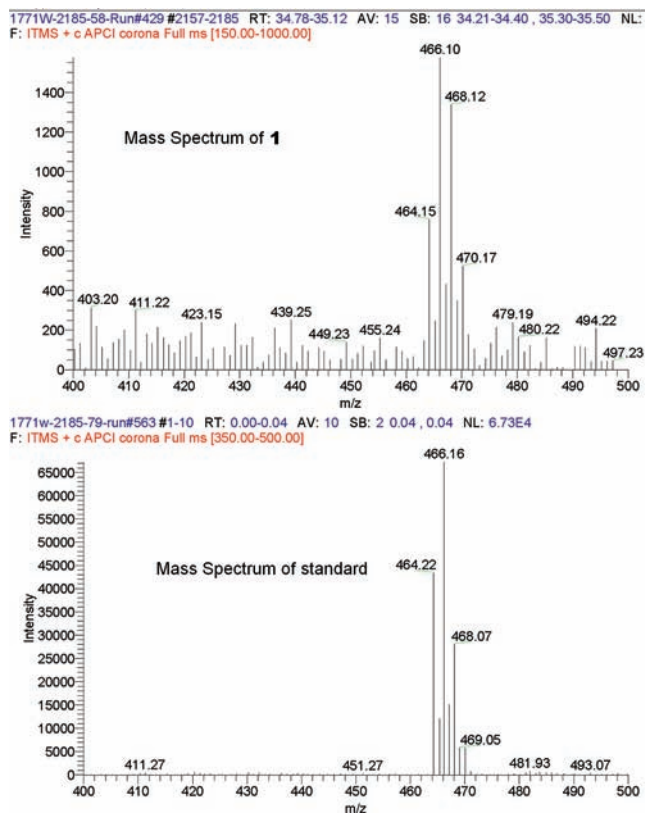 1771W-2185-58-Run#429 #2157-2185 RT: 34.78-35.12 AV: 15 SB: 16 34.21-34.40 , 35.30-35.50 NL:
F: ITMS + c APCI corona Full ms [150.00-1000.00]
466.10
1400
468.12
Mass Spectrum of 1
1200
1000
464.15
800
600
470.17
400
403.20 411.22 423.15 439.25 449.23 455.24 479.19 480.22 494.22 497.23
200
0
Intensity
400 410 420 430 440 450 460 470 480 490 500
m/z
1771w-2185-79-run#563 #1-10 RT: 0.00-0.04 AV: 10 SB: 2 0.04 , 0.04 NL: 6.73E4
F: ITMS + c APCI corona Full ms [350.00-500.00]
466.16
65000
60000
55000
50000
Mass Spectrum of standard
464.22
45000
40000
35000
30000
468.07
25000
20000
15000
10000
469.05
5000
411.27 451.27 481.93 493.07
0
Intensity
400 410 420 430 440 450 460 470 480 490 500
m/z